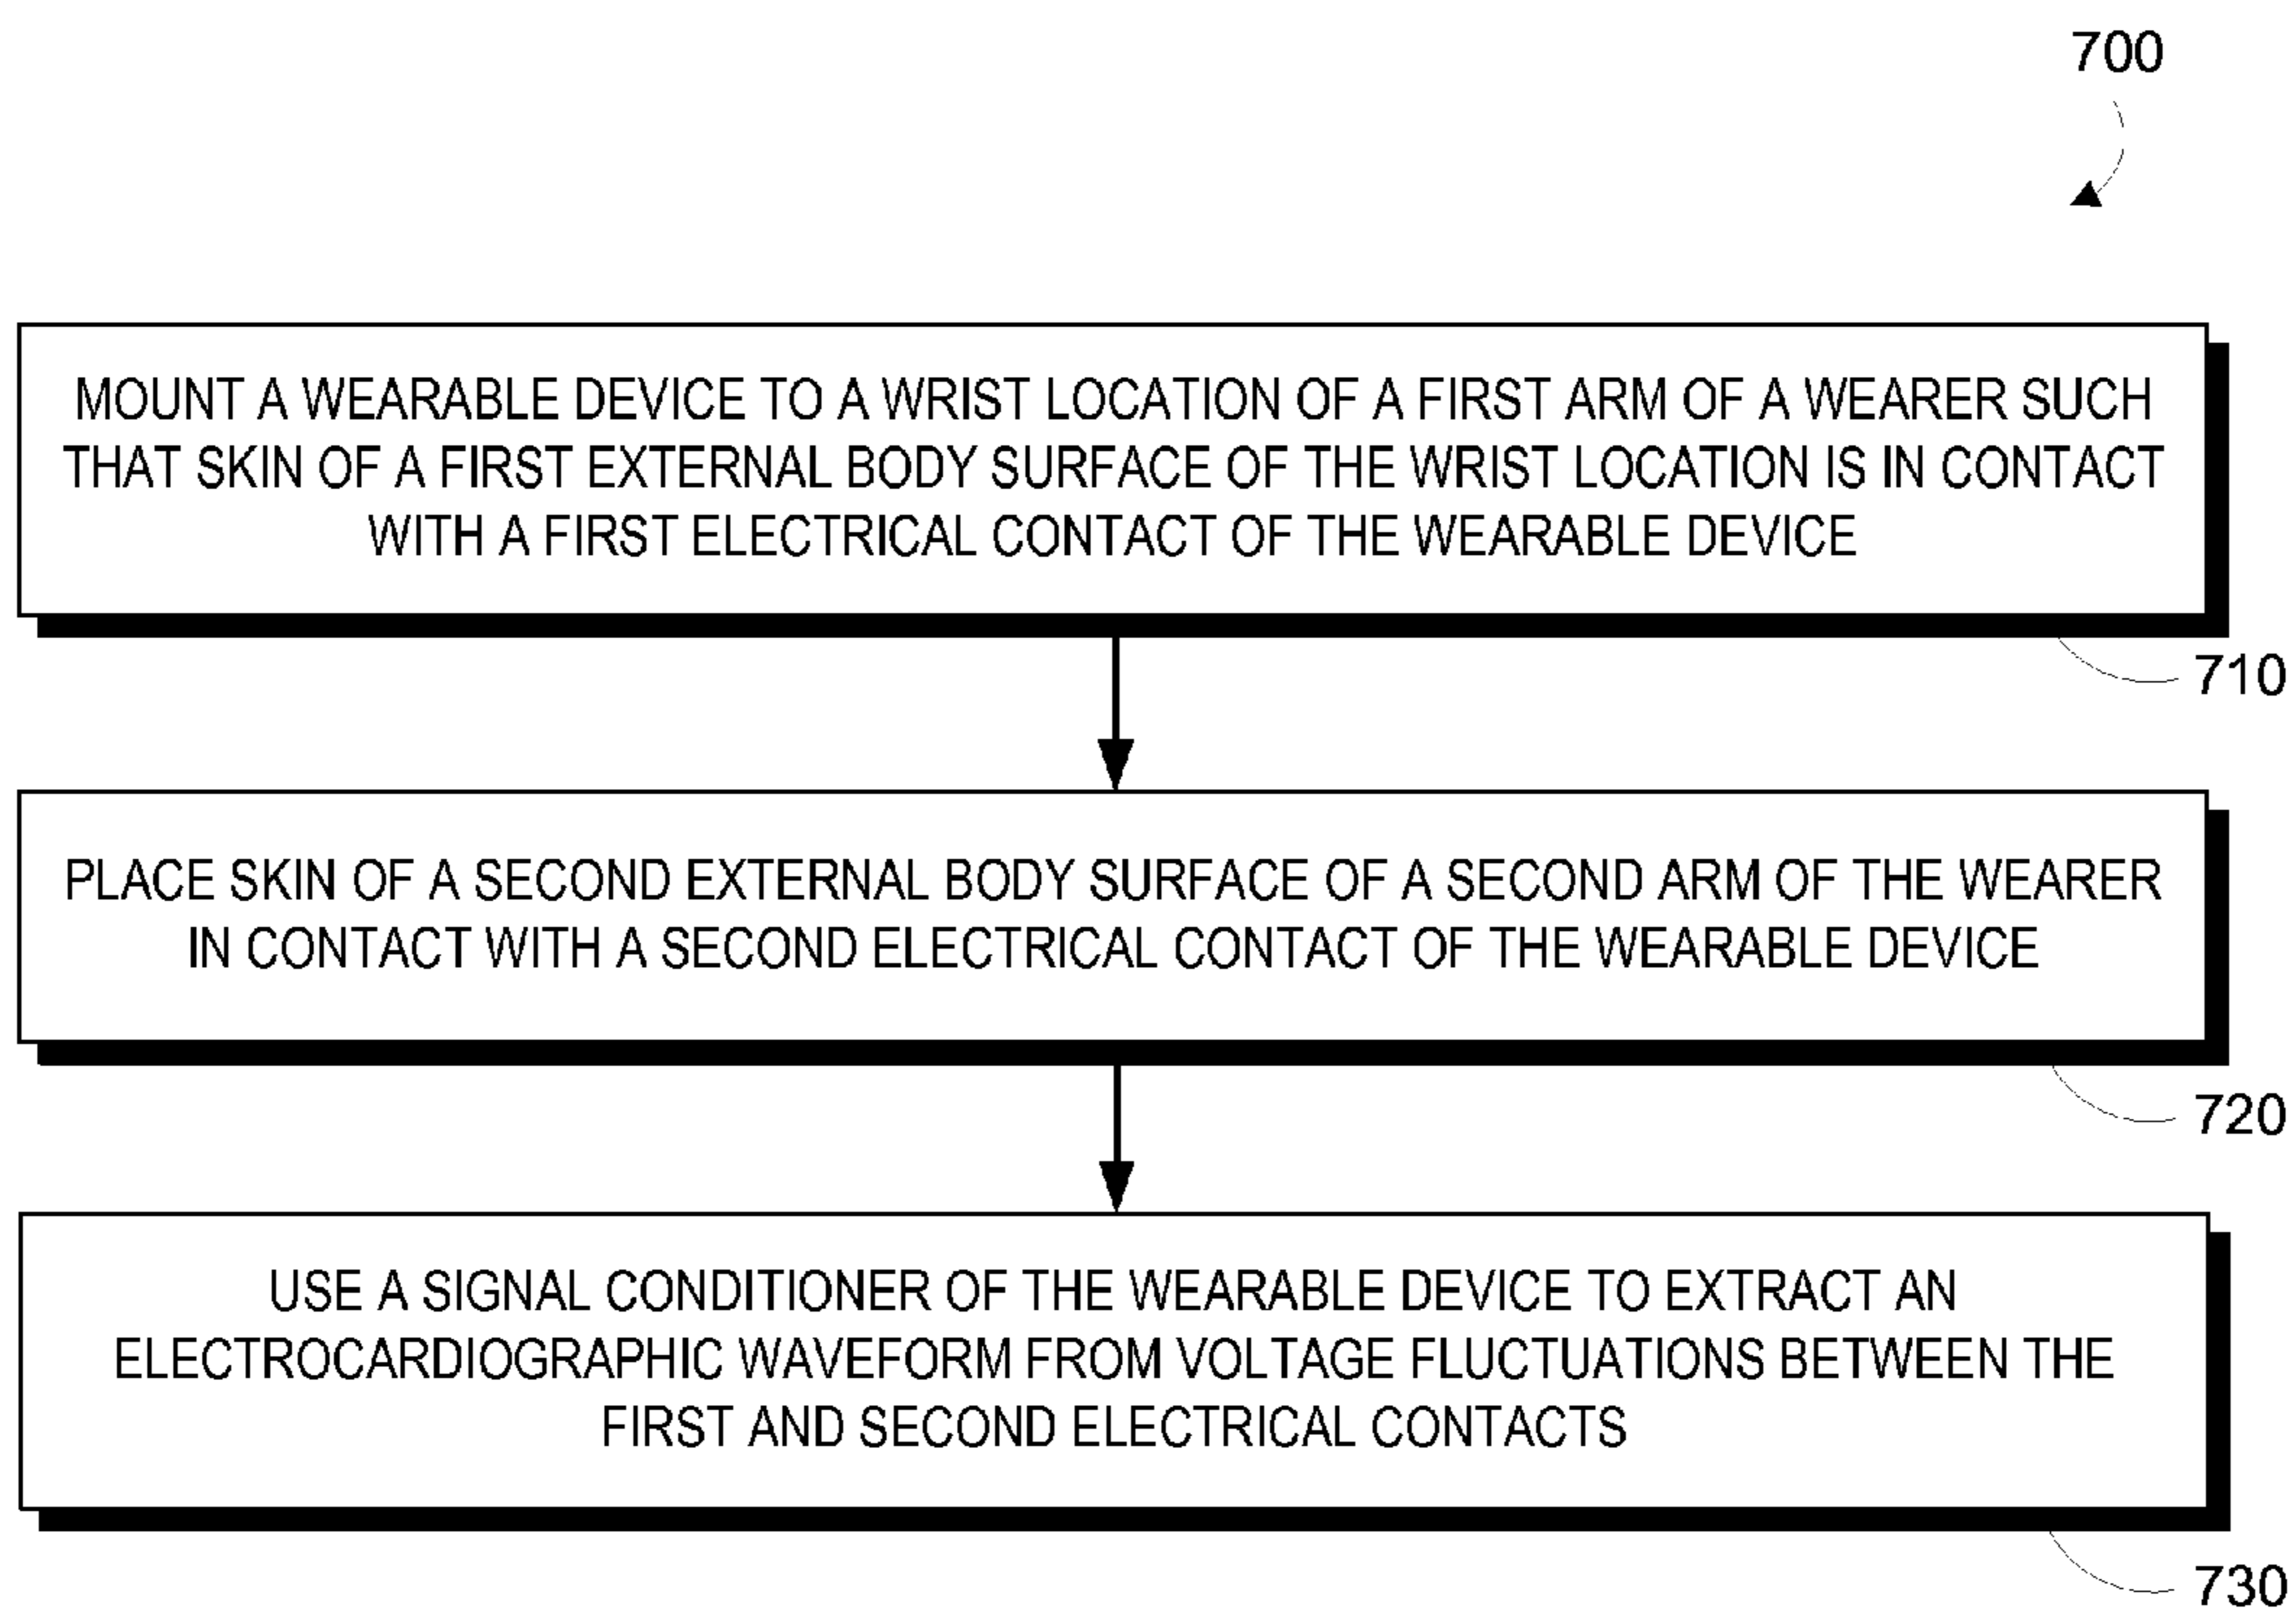 700
MOUNT A WEARABLE DEVICE TO A WRIST LOCATION OF A FIRST ARM OF A WEARER SUCH
THAT SKIN OF A FIRST EXTERNAL BODY SURFACE OF THE WRIST LOCATION IS IN CONTACT
WITH A FIRST ELECTRICAL CONTACT OF THE WEARABLE DEVICE
710
PLACE SKIN OF A SECOND EXTERNAL BODY SURFACE OF A SECOND ARM OF THE WEARER
IN CONTACT WITH A SECOND ELECTRICAL CONTACT OF THE WEARABLE DEVICE
720
USE A SIGNAL CONDITIONER OF THE WEARABLE DEVICE TO EXTRACT AN
ELECTROCARDIOGRAPHIC WAVEFORM FROM VOLTAGE FLUCTUATIONS BETWEEN THE
FIRST AND SECOND ELECTRICAL CONTACTS
730